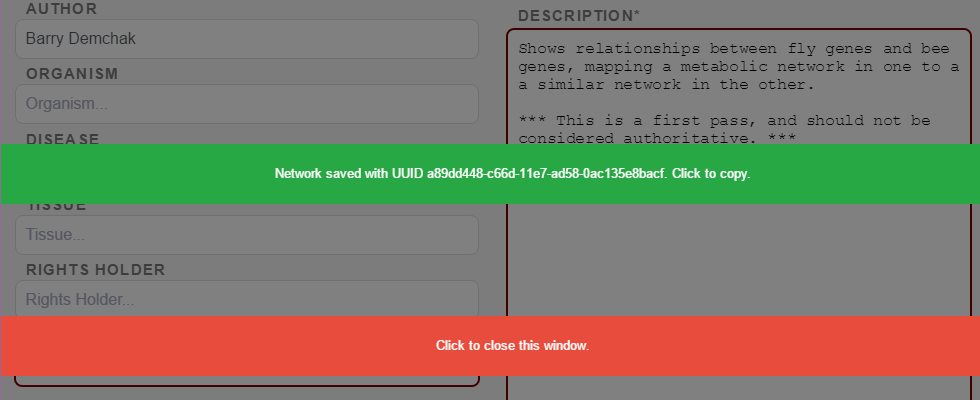 AUTHOR
Barry Demchak
ORGANISM
Organism...
DISEASE
TISSUE
Tissue...
RIGHTS HOLDER
Rights Holder...
DESCRIPTION*
Shows relationships between fly genes and bee
genes, mapping a metabolic network in one to a
a similar network in the other.
*** This is a first pass, and should not be
considered authoritative. ***
Network saved with UUID a89dd448-c66d-11e7-ad58-0ac135e8bacf. Click to copy.
Click to close this window.